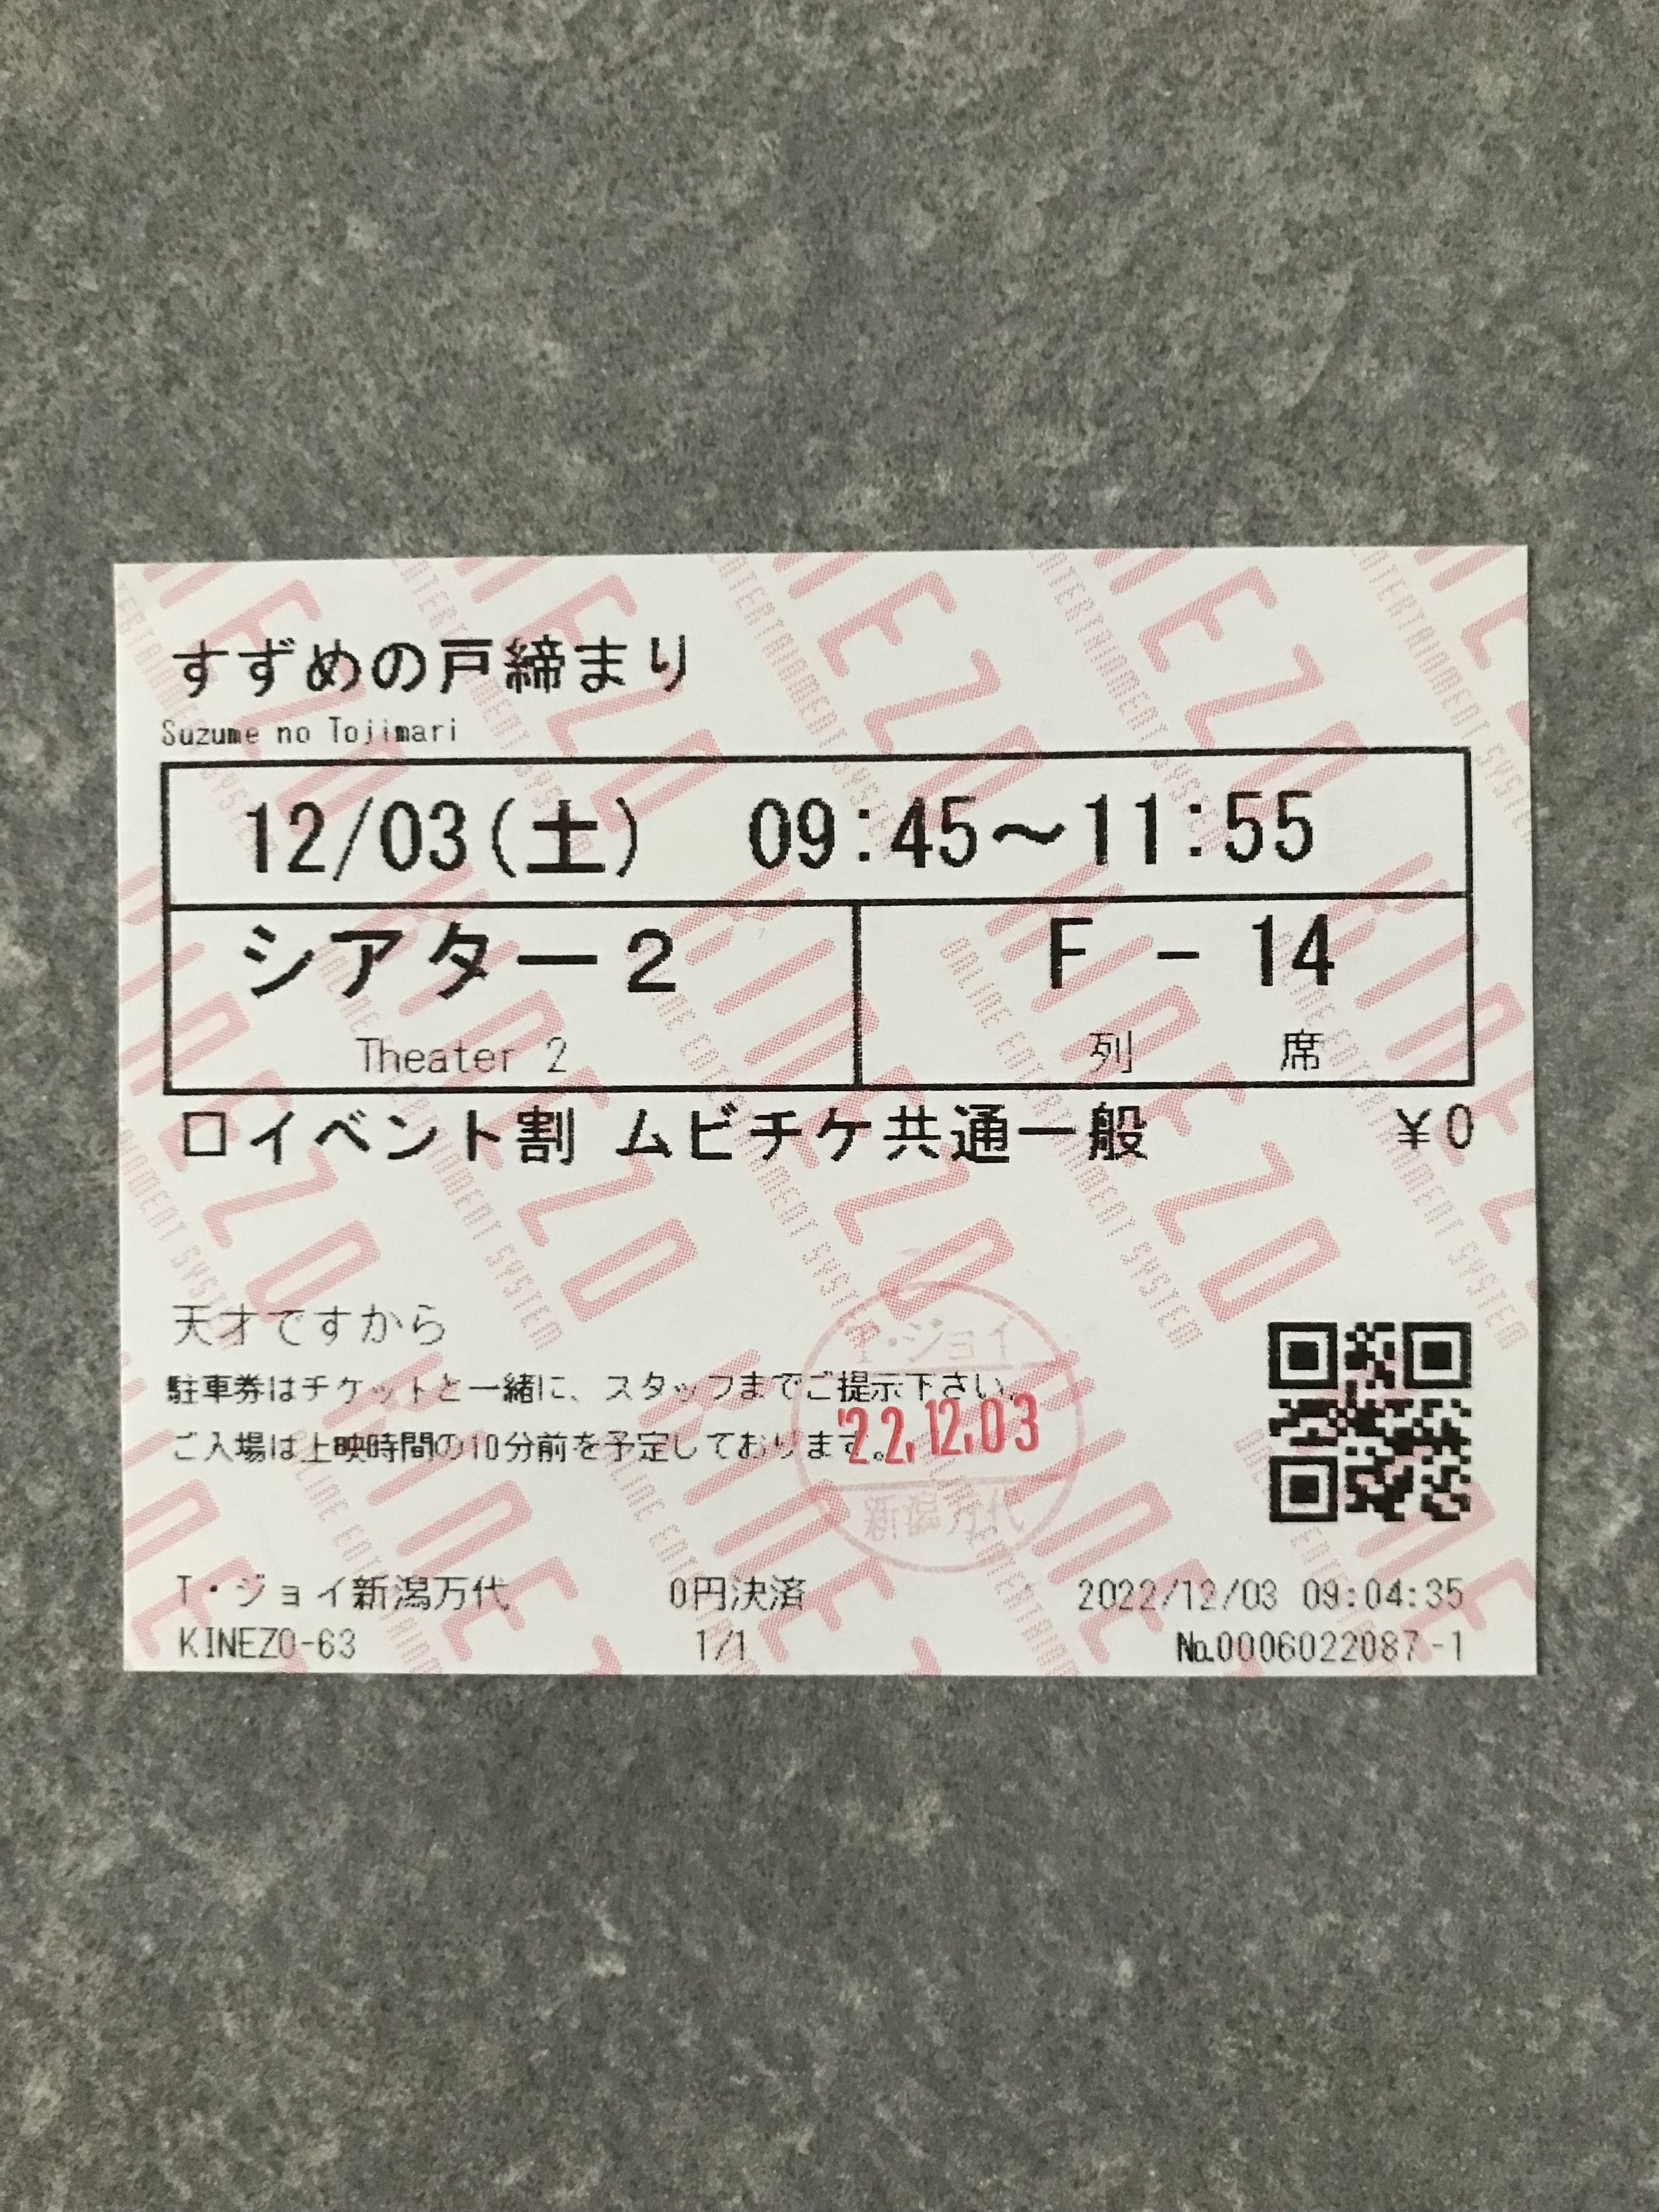 すずめの戸締まり
Suzume no Tojimari
12/03(土) 09:45～11:55
シアター2 F - 14
Theater 2 列 席
□イベント割 ムビチケ共通一般 ¥0
天才ですから
駐車券はチケットと一緒に、スタッフまでご提示下さい。
ご入場は上映時間の10分前を予定しております。
T・ジョイ
'22.12.03
新潟万代
T・ジョイ新潟万代 0円決済 2022/12/03 09:04:35
KINEZO-63 1/1 No.0006022087-1
KINEZO
ONLINE ENTERTAINMENT SYSTEM